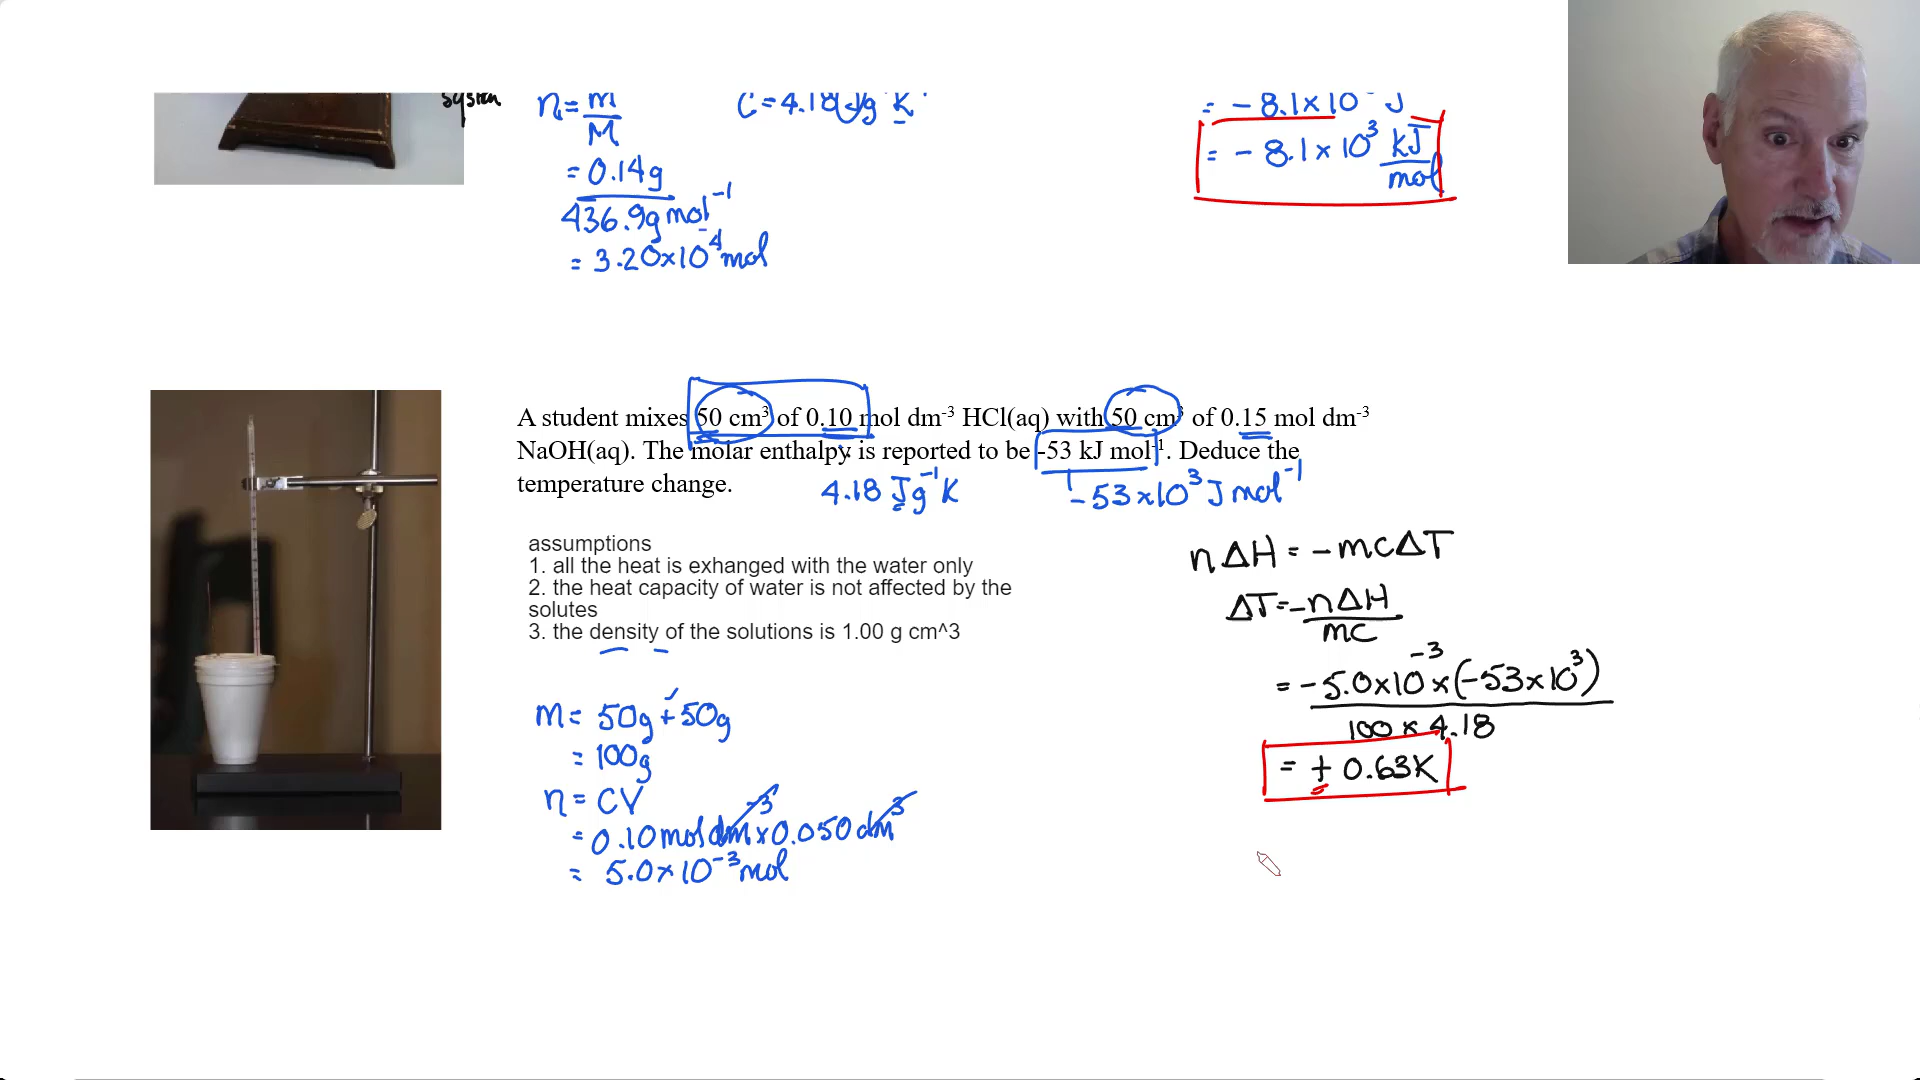 system
n = m/M
C = 4.18 Jg K
= 0.14g
436.9g mol⁻¹
= 3.20×10⁴ mol
= - 8.1×10 J
= - 8.1×10³ kJ/mol
A student mixes 50 cm³ of 0.10 mol dm⁻³ HCl(aq) with 50 cm³ of 0.15 mol dm⁻³
NaOH(aq). The molar enthalpy is reported to be -53 kJ mol⁻¹. Deduce the
temperature change.
4.18 Jg⁻¹K
-53×10³ J mol⁻¹
assumptions
1. all the heat is exhanged with the water only
2. the heat capacity of water is not affected by the
solutes
3. the density of the solutions is 1.00 g cm^3
m = 50g + 50g
= 100g
n = CV
= 0.10 mol dm⁻³ × 0.050 dm³
= 5.0×10⁻³ mol
nΔH = -mcΔT
ΔT = -nΔH
mc
= -5.0×10⁻³ × (-53×10³)
100 × 4.18
= + 0.63K